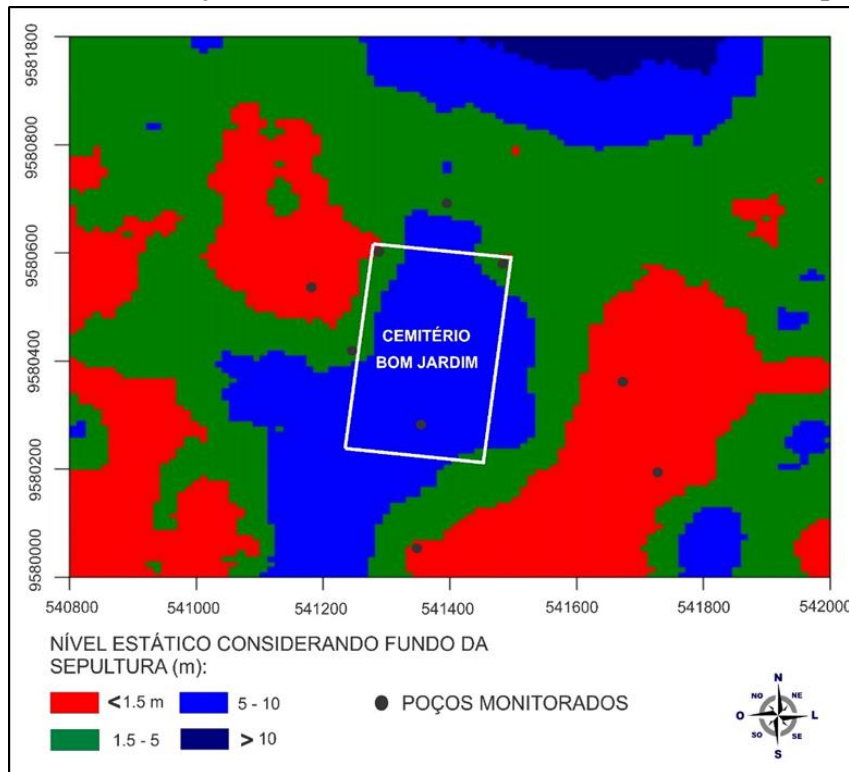 9581800
9580800
9580600
9580400
9580200
9580000
CEMITÉRIO
BOM JARDIM
540800
541000
541200
541400
541600
541800
542000
NÍVEL ESTÁTICO CONSIDERANDO FUNDO DA
SEPULTURA (m):
<1.5 m
5 - 10
POÇOS MONITORADOS
1.5 - 5
> 10
N
NO
NE
O
L
SO
SE
S